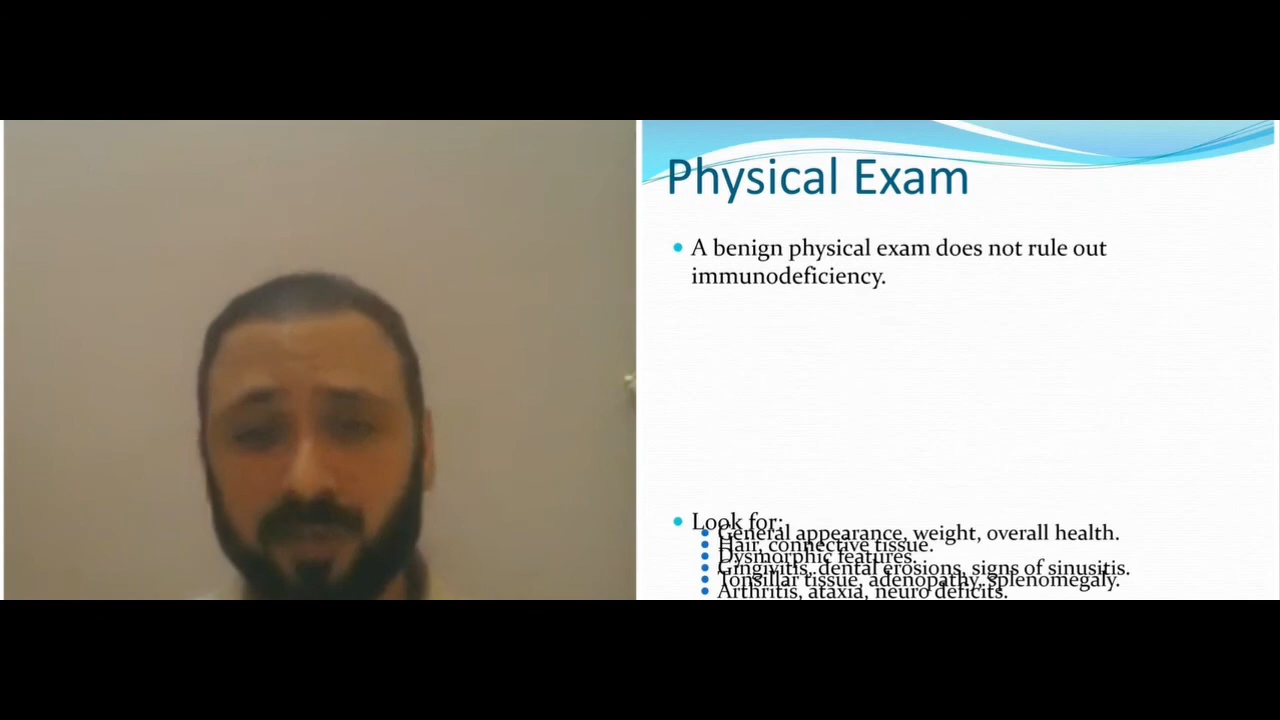 Physical Exam
A benign physical exam does not rule out
immunodeficiency.
Look for:
General appearance, weight, overall health.
Hair, connective tissue.
Dysmorphic features.
Gingivitis, dental erosions, signs of sinusitis.
Tonsillar tissue, adenopathy, splenomegaly.
Arthritis, ataxia, neuro deficits.